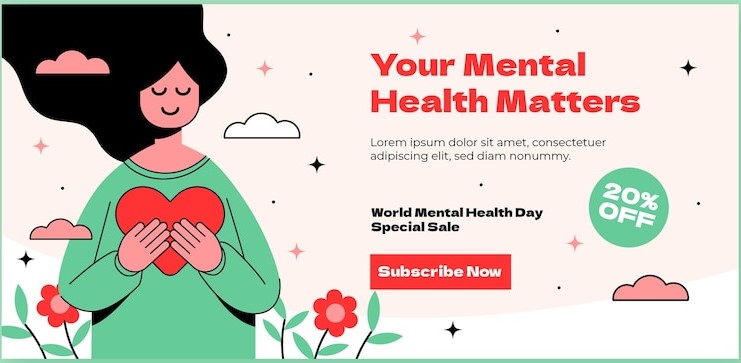 Your Mental
Health Matters
Lorem ipsum dolor sit amet, consectetuer
adipiscing elit, sed diam nonummy.
20%
OFF
World Mental Health Day
Special Sale
Subscribe Now